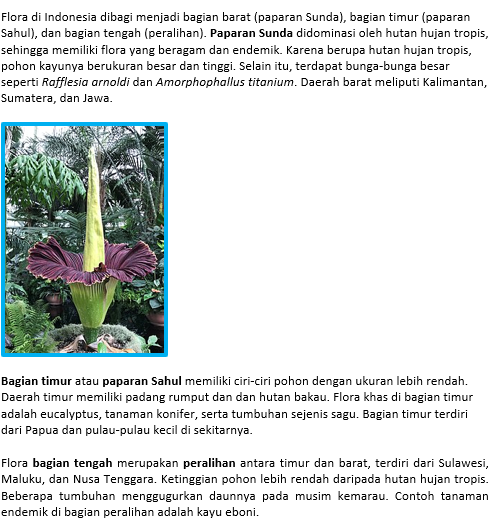 Flora di Indonesia dibagi menjadi bagian barat (paparan Sunda), bagian timur (paparan
Sahul), dan bagian tengah (peralihan). Paparan Sunda didominasi oleh hutan hujan tropis,
sehingga memiliki flora yang beragam dan endemik. Karena berupa hutan hujan tropis,
pohon kayunya berukuran besar dan tinggi. Selain itu, terdapat bunga-bunga besar
seperti Rafflesia arnoldi dan Amorphophallus titanium. Daerah barat meliputi Kalimantan,
Sumatera, dan Jawa.
Bagian timur atau paparan Sahul memiliki ciri-ciri pohon dengan ukuran lebih rendah.
Daerah timur memiliki padang rumput dan dan hutan bakau. Flora khas di bagian timur
adalah eucalyptus, tanaman konifer, serta tumbuhan sejenis sagu. Bagian timur terdiri
dari Papua dan pulau-pulau kecil di sekitarnya.
Flora bagian tengah merupakan peralihan antara timur dan barat, terdiri dari Sulawesi,
Maluku, dan Nusa Tenggara. Ketinggian pohon lebih rendah daripada hutan hujan tropis.
Beberapa tumbuhan menggugurkan daunnya pada musim kemarau. Contoh tanaman
endemik di bagian peralihan adalah kayu eboni.